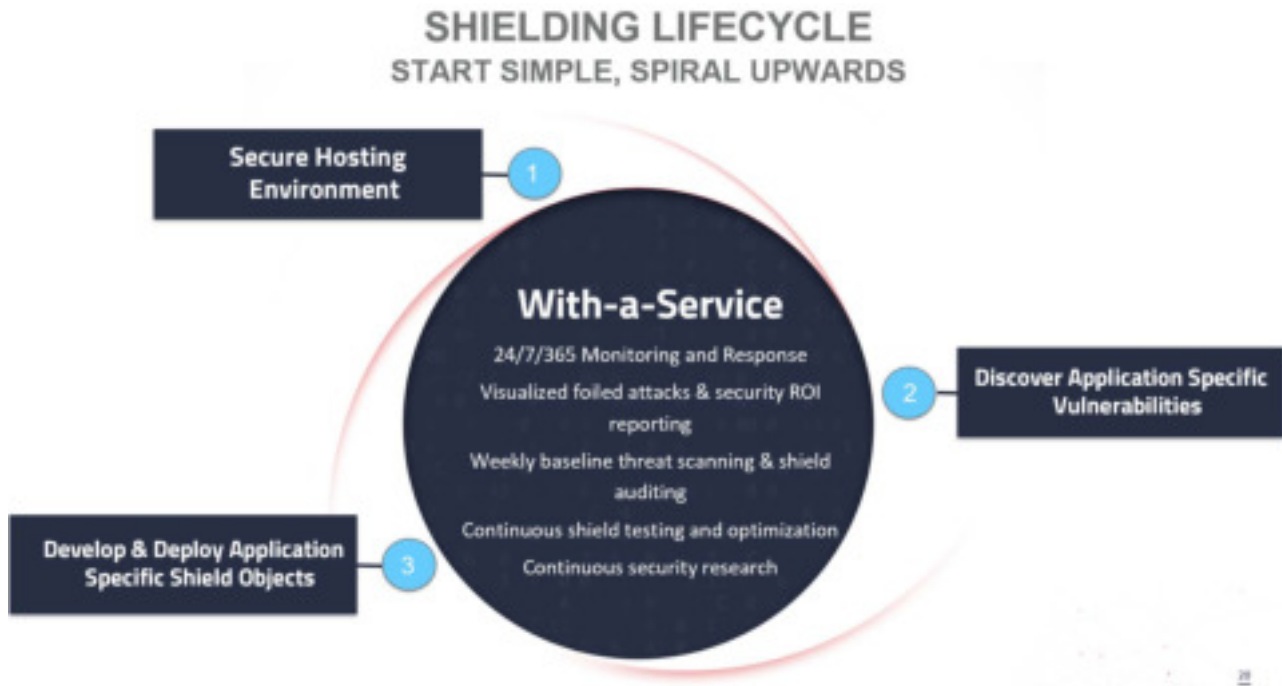 SHIELDING LIFECYCLE
START SIMPLE, SPIRAL UPWARDS
Secure Hosting
Environment
1
With-a-Service
24/7/365 Monitoring and Response
Visualized foiled attacks & security ROI
reporting
Weekly baseline threat scanning & shield
auditing
Continuous shield testing and optimization
Continuous security research
2
Discover Application Specific
Vulnerabilities
Develop & Deploy Application
Specific Shield Objects
3